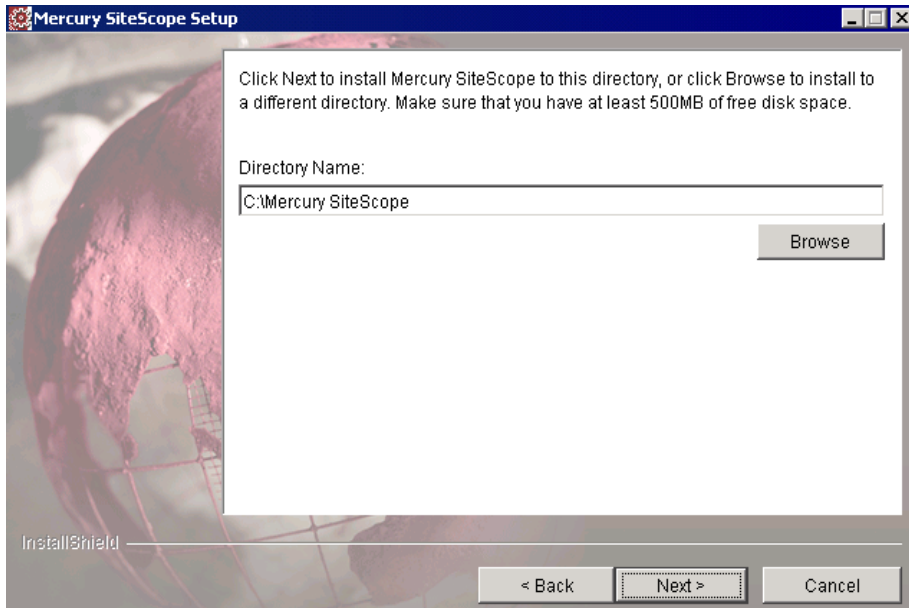 Mercury SiteScope Setup
Click Next to install Mercury SiteScope to this directory, or click Browse to install to
a different directory. Make sure that you have at least 500MB of free disk space.
Directory Name:
C:\Mercury SiteScope
Browse
InstallShield
< Back
Next >
Cancel